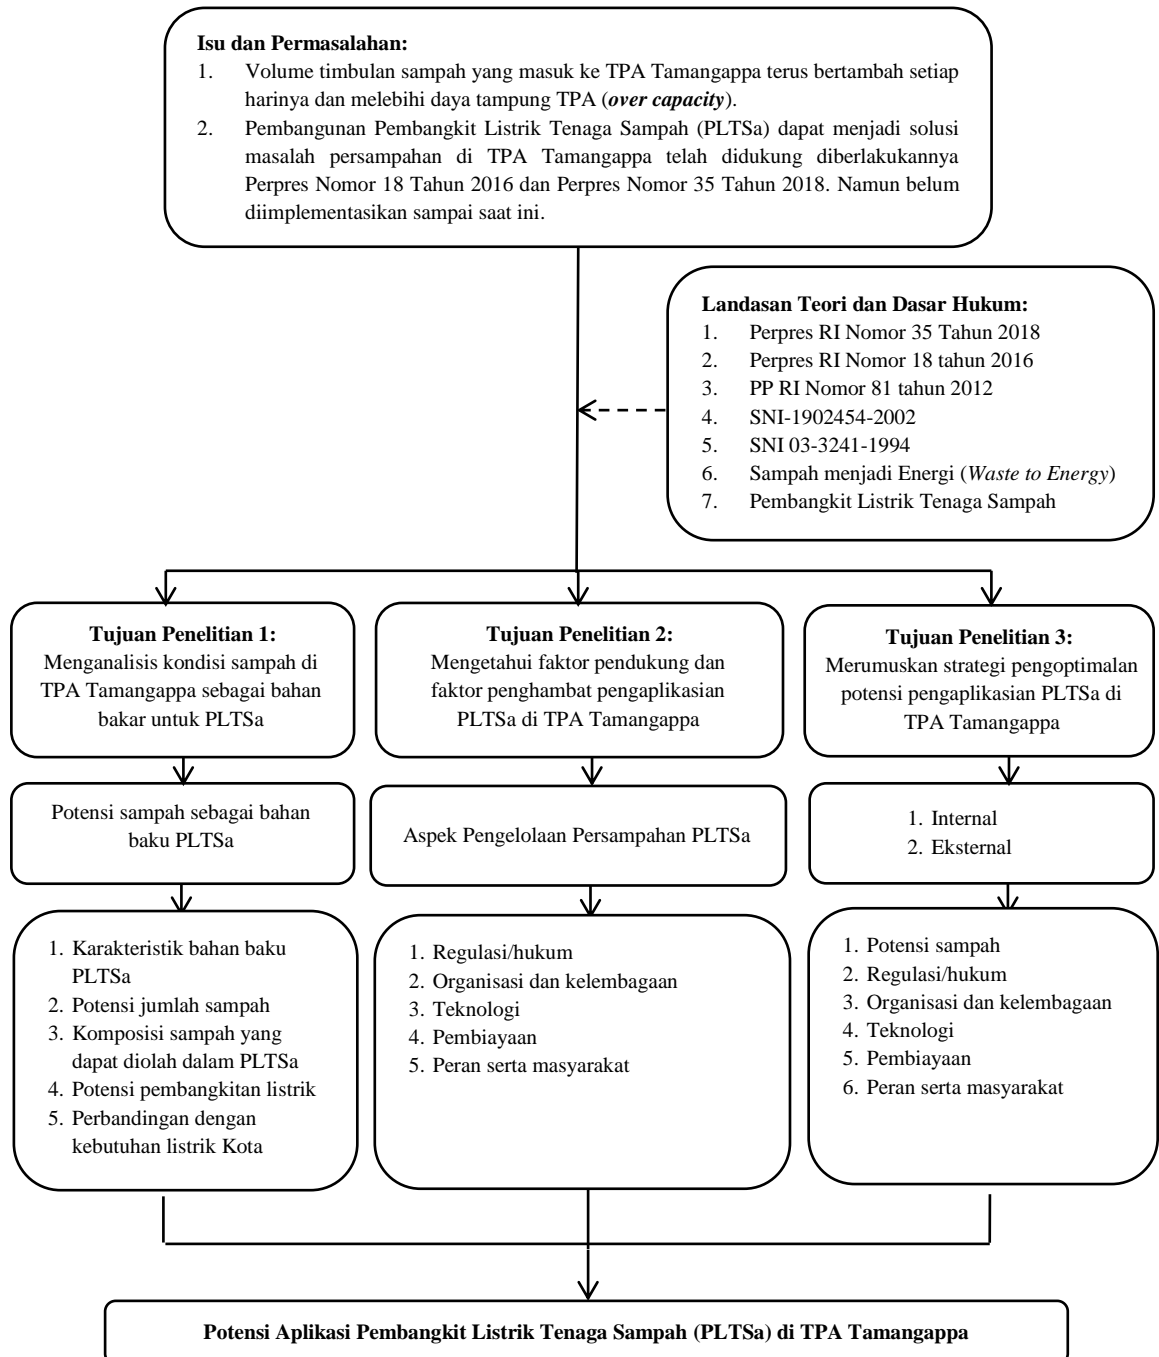 Isu dan Permasalahan:
1. Volume timbulan sampah yang masuk ke TPA Tamangappa terus bertambah setiap
harinya dan melebihi daya tampung TPA (over capacity).
2. Pembangunan Pembangkit Listrik Tenaga Sampah (PLTSa) dapat menjadi solusi
masalah persampahan di TPA Tamangappa telah didukung diberlakukannya
Perpres Nomor 18 Tahun 2016 dan Perpres Nomor 35 Tahun 2018. Namun belum
diimplementasikan sampai saat ini.
Landasan Teori dan Dasar Hukum:
1. Perpres RI Nomor 35 Tahun 2018
2. Perpres RI Nomor 18 tahun 2016
3. PP RI Nomor 81 tahun 2012
4. SNI-1902454-2002
5. SNI 03-3241-1994
6. Sampah menjadi Energi (Waste to Energy)
7. Pembangkit Listrik Tenaga Sampah
Tujuan Penelitian 1:
Menganalisis kondisi sampah di
TPA Tamangappa sebagai bahan
bakar untuk PLTSa
Tujuan Penelitian 2:
Mengetahui faktor pendukung dan
faktor penghambat pengaplikasian
PLTSa di TPA Tamangappa
Tujuan Penelitian 3:
Merumuskan strategi pengoptimalan
potensi pengaplikasian PLTSa di
TPA Tamangappa
Potensi sampah sebagai bahan
baku PLTSa
Aspek Pengelolaan Persampahan PLTSa
1. Internal
2. Eksternal
1. Karakteristik bahan baku
PLTSa
2. Potensi jumlah sampah
3. Komposisi sampah yang
dapat diolah dalam PLTSa
4. Potensi pembangkitan listrik
5. Perbandingan dengan
kebutuhan listrik Kota
1. Regulasi/hukum
2. Organisasi dan kelembagaan
3. Teknologi
4. Pembiayaan
5. Peran serta masyarakat
1. Potensi sampah
2. Regulasi/hukum
3. Organisasi dan kelembagaan
4. Teknologi
5. Pembiayaan
6. Peran serta masyarakat
Potensi Aplikasi Pembangkit Listrik Tenaga Sampah (PLTSa) di TPA Tamangappa